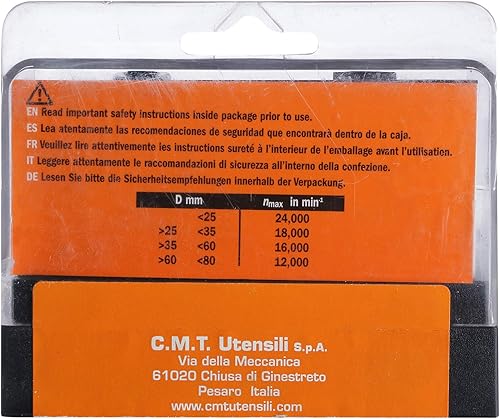 EN Read important safety instructions inside package prior to use.
ES Lea atentamente las recomendaciones de seguridad que encontrará dentro de la caja.
FR Veuillez lire attentivement les instructions sureté à l'interieur de l'emballage avant l'utilisation.
IT Leggere attentamente le raccomandazioni di sicurezza all'interno della confezione.
DE Lesen Sie bitte die Sicherheitsempfehlungen innerhalb der Verpackung.
D mm nmax in min-1
<25 24,000
>25 <35 18,000
>35 <60 16,000
>60 <80 12,000
C.M.T. Utensili S.p.A.
Via della Meccanica
61020 Chiusa di Ginestreto
Pesaro Italia
www.cmtutensili.com